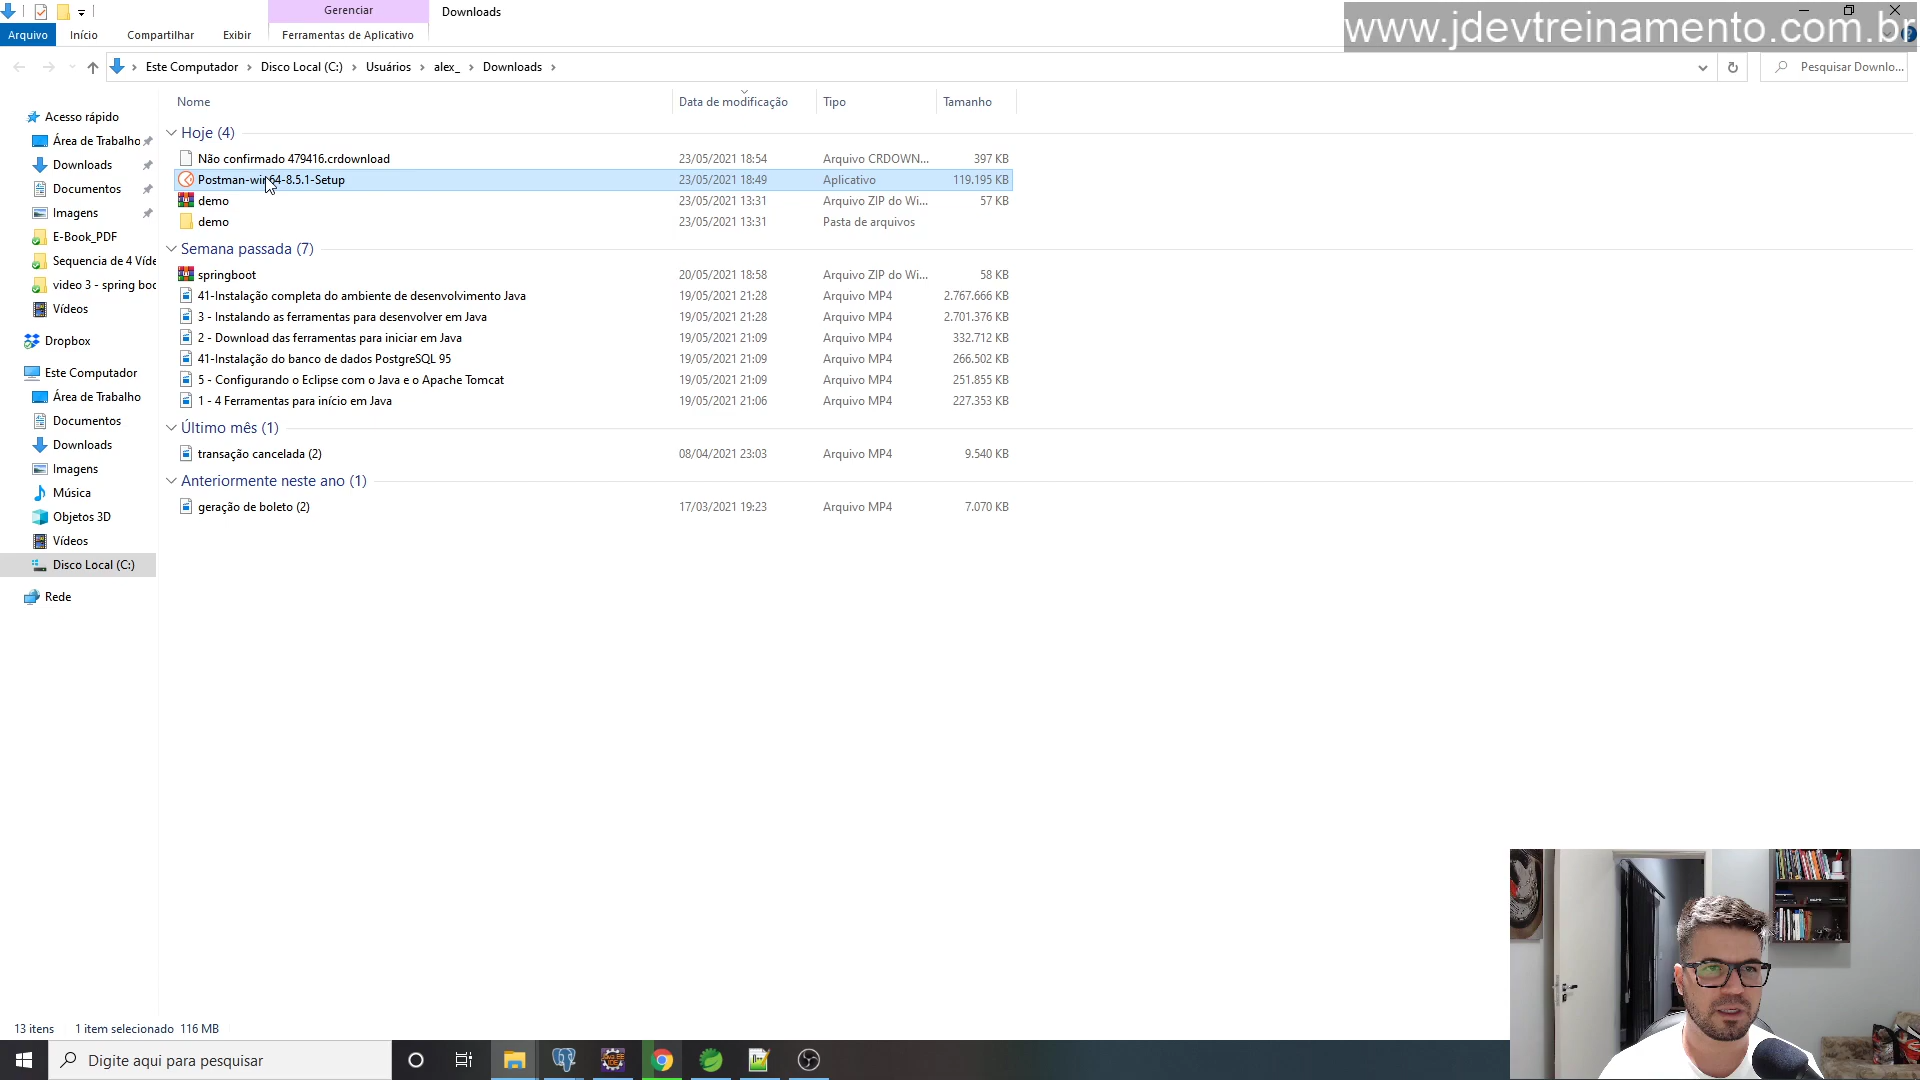 Gerenciar
Downloads
www.jdevtreinamento.com.br
Arquivo
Início
Compartilhar
Exibir
Ferramentas de Aplicativo
Este Computador
Disco Local (C:)
Usuários
alex_
Downloads
Pesquisar Downlo...
Nome
Data de modificação
Tipo
Tamanho
Acesso rápido
Área de Trabalho
Downloads
Documentos
Imagens
E-Book_PDF
Sequencia de 4 Víde
video 3 - spring boo
Vídeos
Dropbox
Este Computador
Área de Trabalho
Documentos
Downloads
Imagens
Música
Objetos 3D
Vídeos
Disco Local (C:)
Rede
Hoje (4)
Não confirmado 479416.crdownload 23/05/2021 18:54 Arquivo CRDOWN... 397 KB
Postman-win64-8.5.1-Setup 23/05/2021 18:49 Aplicativo 119.195 KB
demo 23/05/2021 13:31 Arquivo ZIP do Wi... 57 KB
demo 23/05/2021 13:31 Pasta de arquivos
Semana passada (7)
springboot 20/05/2021 18:58 Arquivo ZIP do Wi... 58 KB
41-Instalação completa do ambiente de desenvolvimento Java 19/05/2021 21:28 Arquivo MP4 2.767.666 KB
3 - Instalando as ferramentas para desenvolver em Java 19/05/2021 21:28 Arquivo MP4 2.701.376 KB
2 - Download das ferramentas para iniciar em Java 19/05/2021 21:09 Arquivo MP4 332.712 KB
41-Instalação do banco de dados PostgreSQL 95 19/05/2021 21:09 Arquivo MP4 266.502 KB
5 - Configurando o Eclipse com o Java e o Apache Tomcat 19/05/2021 21:09 Arquivo MP4 251.855 KB
1 - 4 Ferramentas para início em Java 19/05/2021 21:06 Arquivo MP4 227.353 KB
Último mês (1)
transação cancelada (2) 08/04/2021 23:03 Arquivo MP4 9.540 KB
Anteriormente neste ano (1)
geração de boleto (2) 17/03/2021 19:23 Arquivo MP4 7.070 KB
13 itens
1 item selecionado 116 MB
Digite aqui para pesquisar